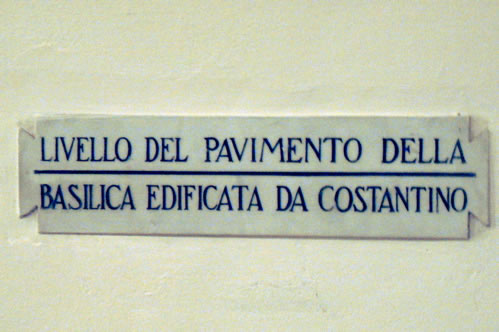 LIVELLO DEL PAVIMENTO DELLA
BASILICA EDIFICATA DA COSTANTINO